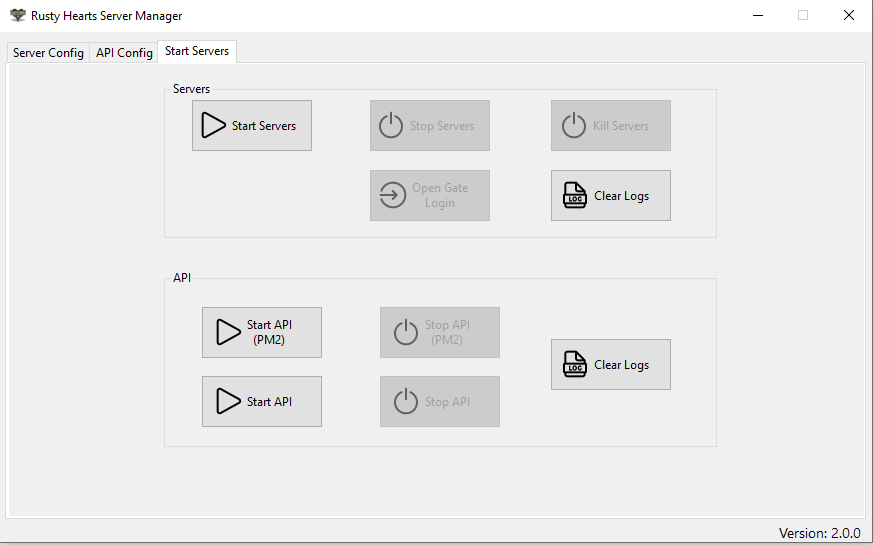 Rusty Hearts Server Manager
Server Config
API Config
Start Servers
Servers
Start Servers
Stop Servers
Kill Servers
Open Gate
Login
LOG
Clear Logs
API
Start API
(PM2)
Stop API
(PM2)
LOG
Clear Logs
Start API
Stop API
Version: 2.0.0